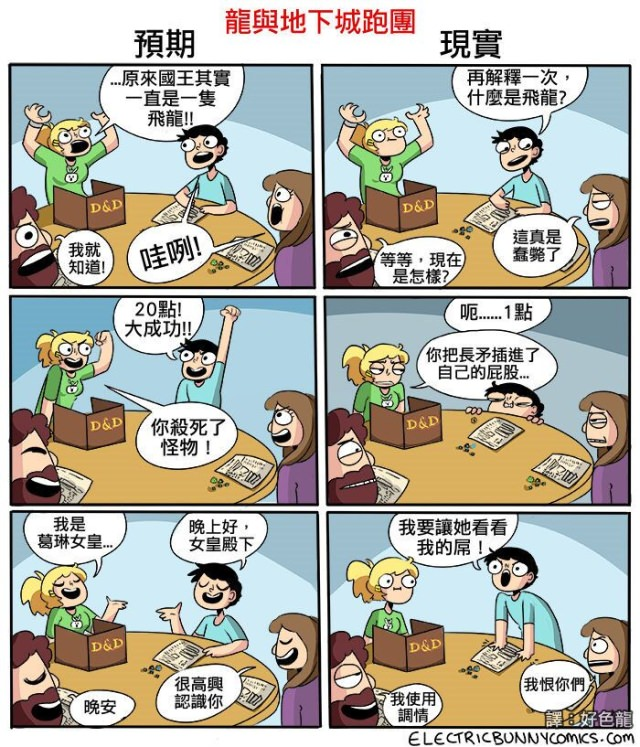 龍與地下城跑團
預期
現實
...原來國王其實
一直是一隻
飛龍!!
D&D
我就
知道!
哇咧!
再解釋一次，
什麼是飛龍?
D&D
等等，現在
是怎樣?
這真是
蠢斃了
20點!
大成功!!
D&D
你殺死了
怪物！
呃......1點
你把長矛插進了
自己的屁股...
D&D
我是
葛琳女皇...
晚上好，
女皇殿下
D&D
晚安
很高興
認識你
我要讓她看看
我的屌！
D&D
我使用
調情
我恨你們
譯：好色龍
ELECTRICBUNNYCOMICS.COM